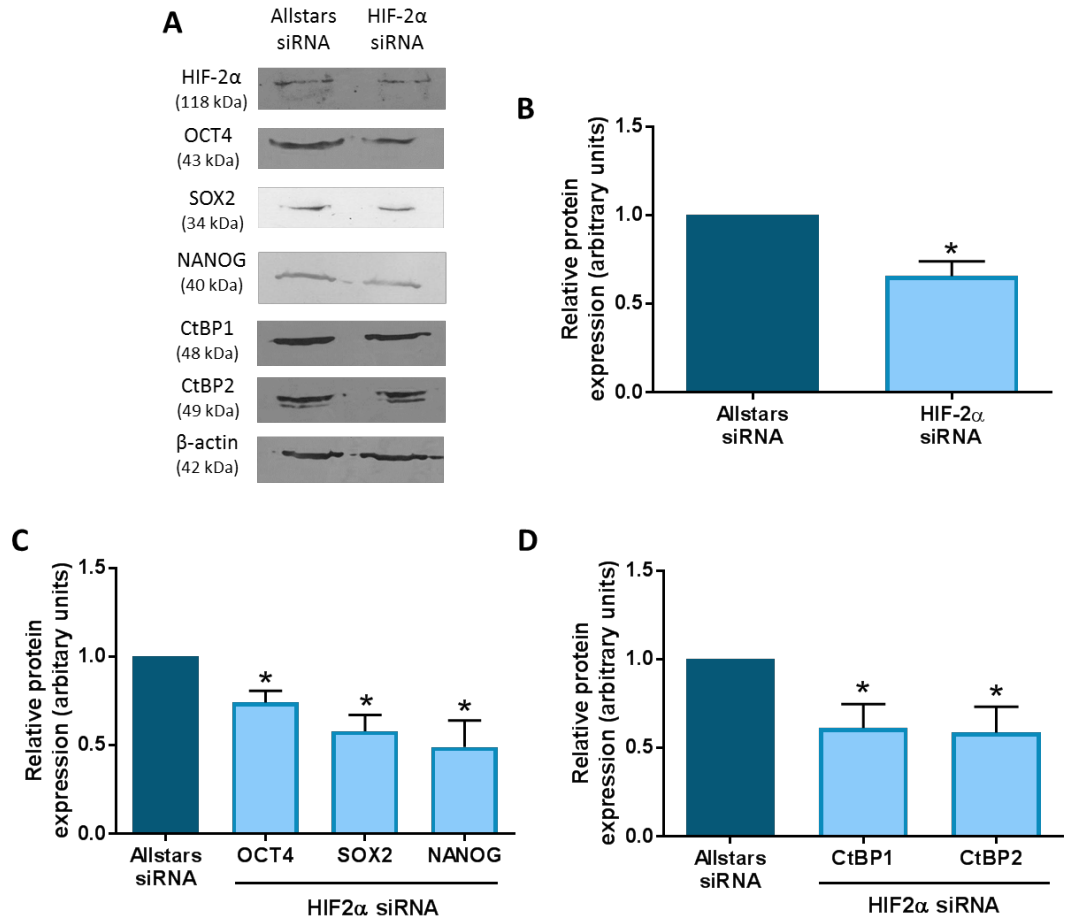 A
Allstars
siRNA
HIF-2α
siRNA
HIF-2α
(118 kDa)
OCT4
(43 kDa)
SOX2
(34 kDa)
NANOG
(40 kDa)
CtBP1
(48 kDa)
CtBP2
(49 kDa)
β-actin
(42 kDa)
B
Relative protein
expression (arbitrary units)
1.5
1.0
0.5
0.0
*
Allstars
siRNA
HIF-2α
siRNA
C
Relative protein
expression (arbitary units)
1.5
1.0
0.5
0.0
* * *
Allstars
siRNA
OCT4 SOX2 NANOG
HIF2α siRNA
D
Relative protein
expression (arbitrary units)
1.5
1.0
0.5
0.0
* *
Allstars
siRNA
CtBP1 CtBP2
HIF2α siRNA